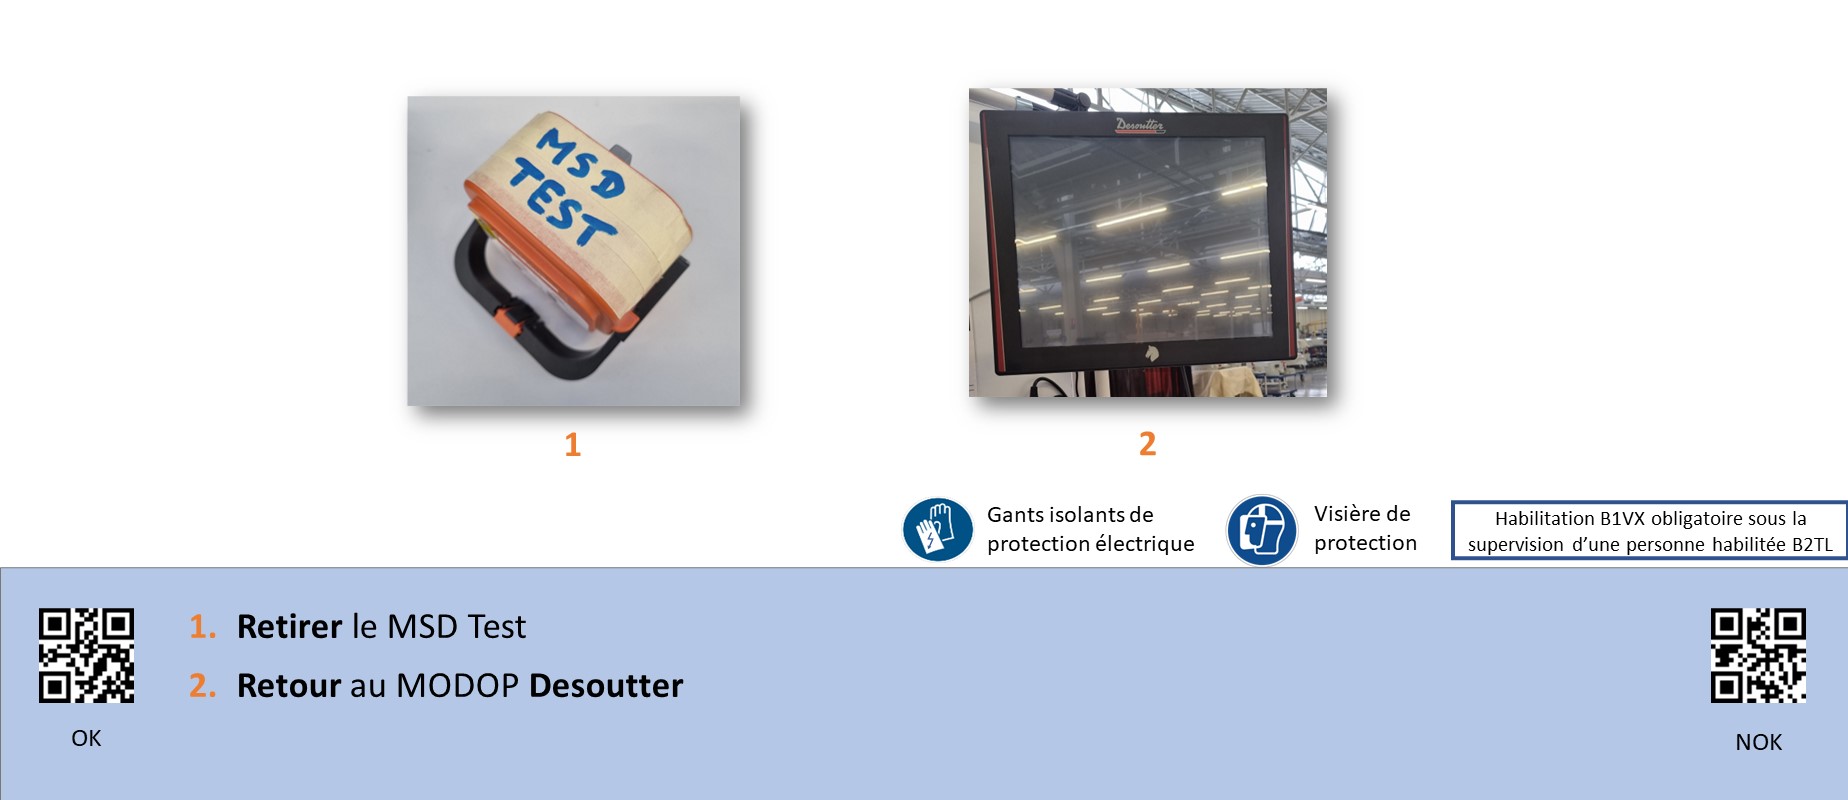 MSD
TEST
Desoutter
1
2
Gants isolants de
protection électrique
Visière de
protection
Habilitation B1VX obligatoire sous la
supervision d'une personne habilitée B2TL
1. Retirer le MSD Test
2. Retour au MODOP Desoutter
OK
NOK